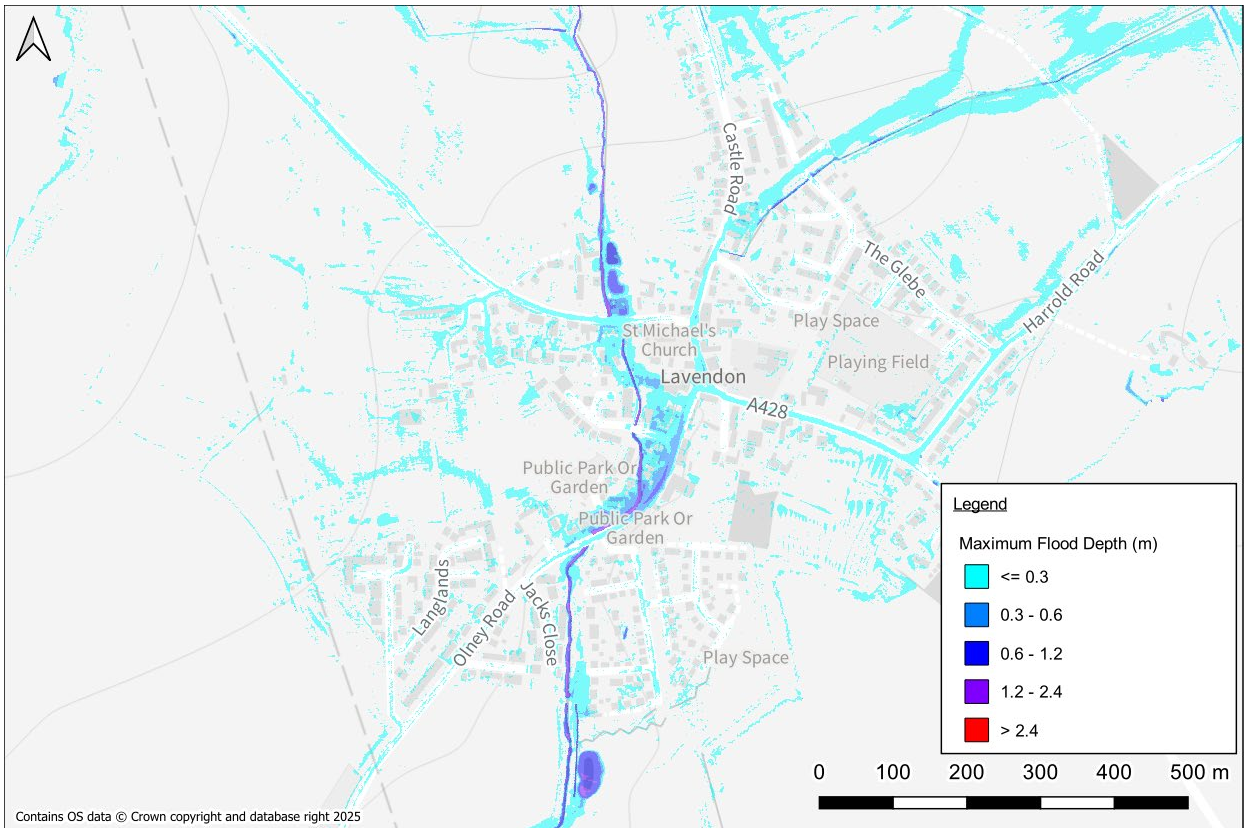 Castle Road
The Glebe
Harrold Road
Play Space
St Michael's
Church
Playing Field
Lavendon
A428
Public Park Or
Garden
Public Park Or
Garden
Langlands
Olney Road
Jacks Close
Play Space
Legend
Maximum Flood Depth (m)
<= 0.3
0.3 - 0.6
0.6 - 1.2
1.2 - 2.4
> 2.4
0 100 200 300 400 500 m
Contains OS data © Crown copyright and database right 2025